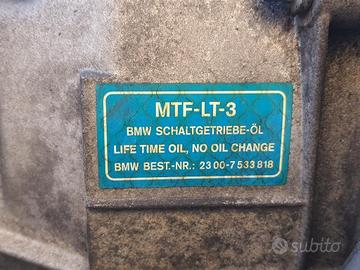 MTF-LT-3
BMW SCHALTGETRIEBE-ÖL
LIFE TIME OIL, NO OIL CHANGE
BMW BEST.-NR.: 23 00-7 533 818
subito